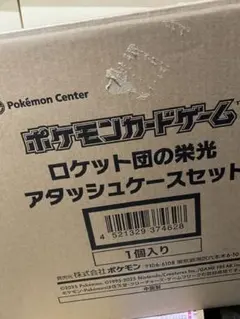 Pokémon Center
ポケモンカードゲーム
ロケット団の栄光
アタッシュケースセット
4 521329 374628
1個入り
株式会社ポケモン